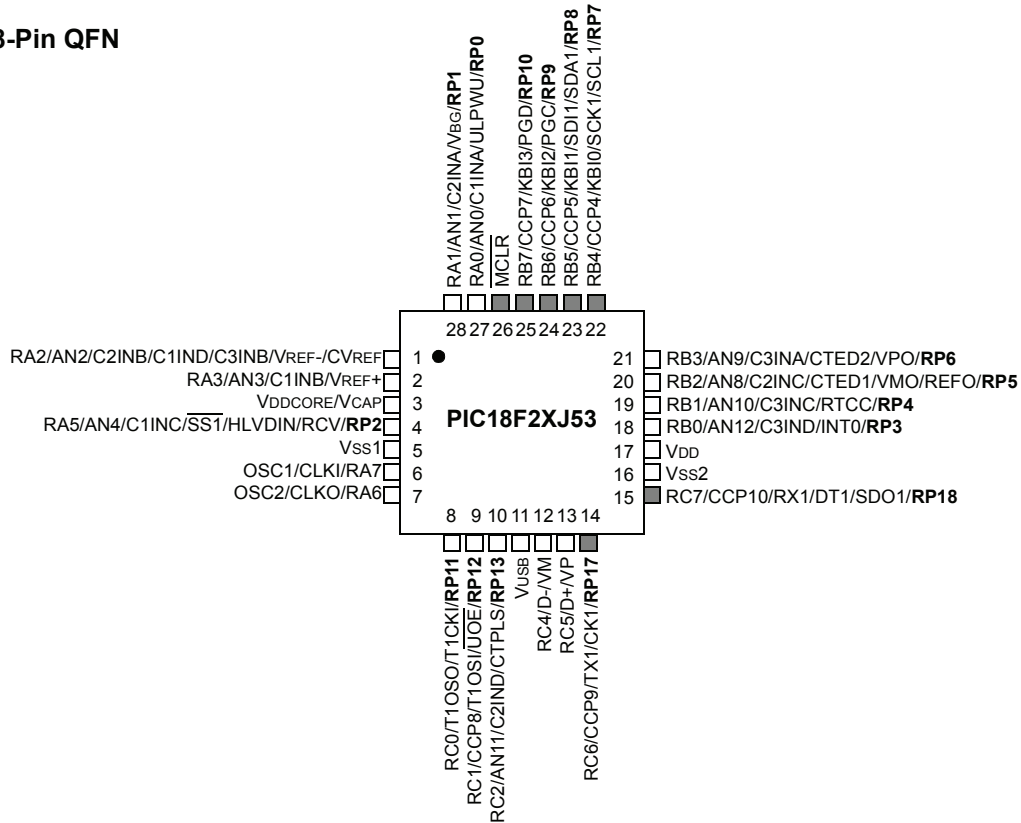 8-Pin QFN
RA1/AN1/C2INA/VBG/RP1
RA0/AN0/C1INA/ULPWU/RP0
MCLR
RB7/CCP7/KBI3/PGD/RP10
RB6/CCP6/KBI2/PGC/RP9
RB5/CCP5/KBI1/SDI1/SDA1/RP8
RB4/CCP4/KBI0/SCK1/SCL1/RP7
28 27 26 25 24 23 22
RA2/AN2/C2INB/C1IND/C3INB/VREF-/CVREF 1
RA3/AN3/C1INB/VREF+ 2
VDDCORE/VCAP 3
RA5/AN4/C1INC/SS1/HLVDIN/RCV/RP2 4
VSS1 5
OSC1/CLKI/RA7 6
OSC2/CLKO/RA6 7
PIC18F2XJ53
21 RB3/AN9/C3INA/CTED2/VPO/RP6
20 RB2/AN8/C2INC/CTED1/VMO/REFO/RP5
19 RB1/AN10/C3INC/RTCC/RP4
18 RB0/AN12/C3IND/INT0/RP3
17 VDD
16 VSS2
15 RC7/CCP10/RX1/DT1/SDO1/RP18
8 9 10 11 12 13 14
RC0/T1OSO/T1CKI/RP11
RC1/CCP8/T1OSI/UOE/RP12
RC2/AN11/C2IND/CTPLS/RP13
VUSB
RC4/D-/VM
RC5/D+/VP
RC6/CCP9/TX1/CK1/RP17